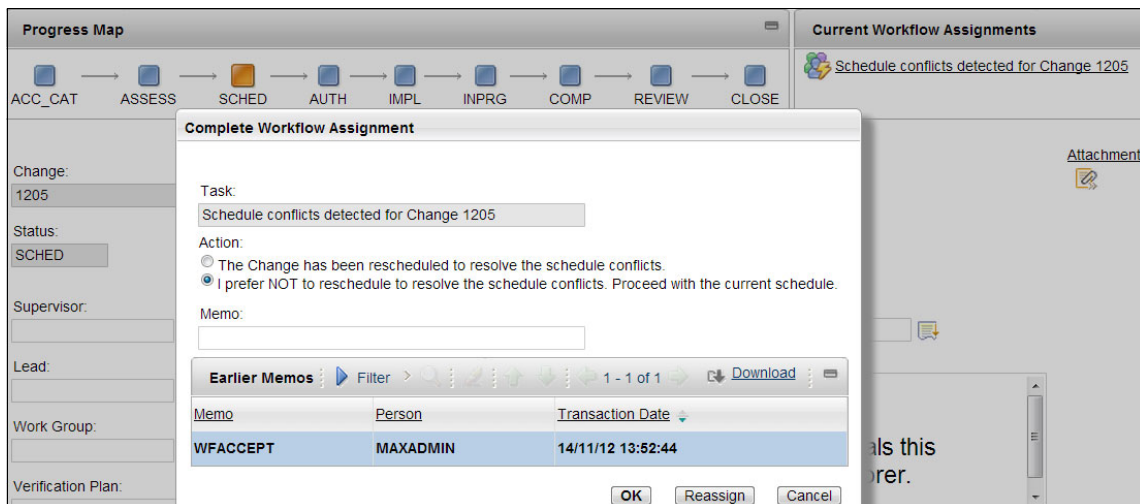 Progress Map
Current Workflow Assignments
Schedule conflicts detected for Change 1205
ACC_CAT ASSESS SCHED AUTH IMPL INPRG COMP REVIEW CLOSE
Complete Workflow Assignment
Attachment
Change:
1205
Task:
Schedule conflicts detected for Change 1205
Status:
SCHED
Action:
The Change has been rescheduled to resolve the schedule conflicts.
I prefer NOT to reschedule to resolve the schedule conflicts. Proceed with the current schedule.
Supervisor:
Memo:
Lead:
Earlier Memos Filter 1 - 1 of 1 Download
Memo Person Transaction Date
Work Group:
WFACCEPT MAXADMIN 14/11/12 13:52:44
als this
orer.
Verification Plan:
OK Reassign Cancel